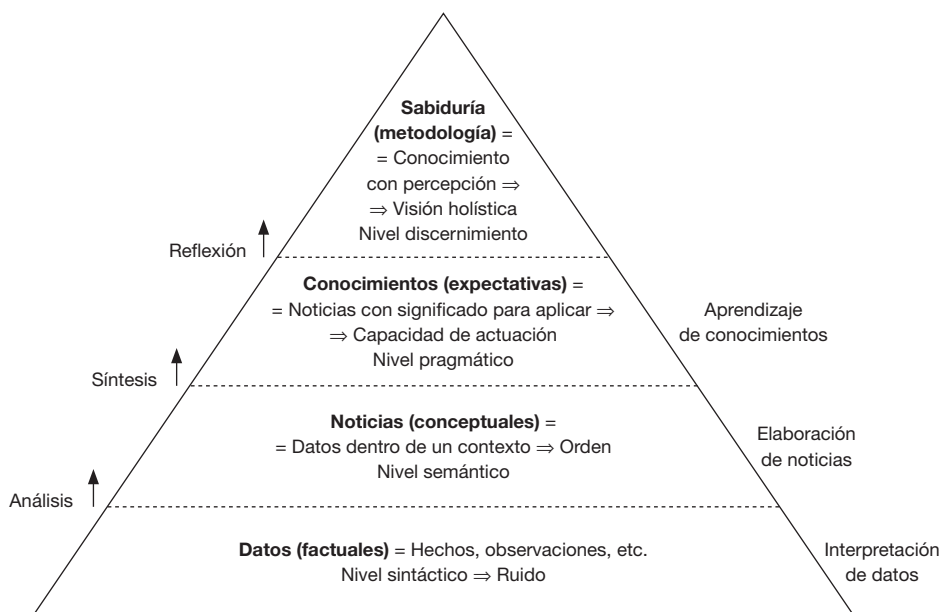 Sabiduría
(metodología) =
= Conocimiento
con percepción ⇒
⇒ Visión holística
Nivel discernimiento
Reflexión
Conocimientos (expectativas) =
= Noticias con significado para aplicar ⇒
⇒ Capacidad de actuación
Nivel pragmático
Aprendizaje
de conocimientos
Síntesis
Noticias (conceptuales) =
= Datos dentro de un contexto ⇒ Orden
Nivel semántico
Elaboración
de noticias
Análisis
Datos (factuales) = Hechos, observaciones, etc.
Nivel sintáctico ⇒ Ruido
Interpretación
de datos